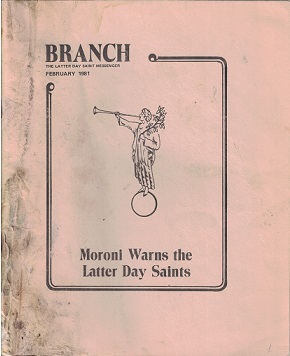 BRANCH
THE LATTER DAY SAINT MESSENGER
FEBRUARY 1981
Moroni Warns the
Latter Day Saints